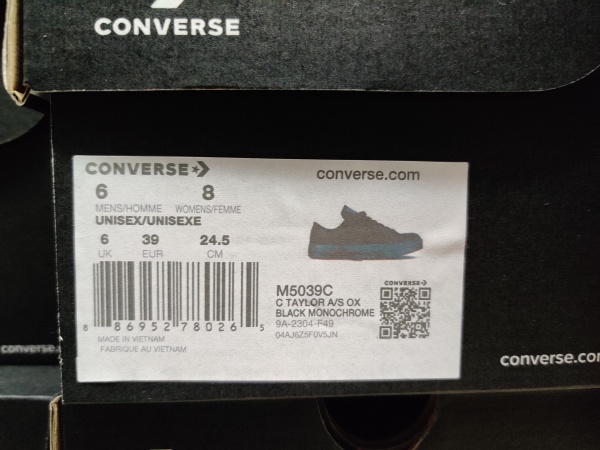 CONVERSE
CONVERSE
converse.com
6 8
MENS/HOMME WOMENS/FEMME
UNISEX/UNISEXE
6 39 24.5
UK EUR CM
8 86952 78026 5
MADE IN VIETNAM
FABRIQUE AU VIETNAM
M5039C
C TAYLOR A/S OX
BLACK MONOCHROME
9A-2304-F49
04AJ6Z5F0V5JN
CONVERSE
converse.
converse.com